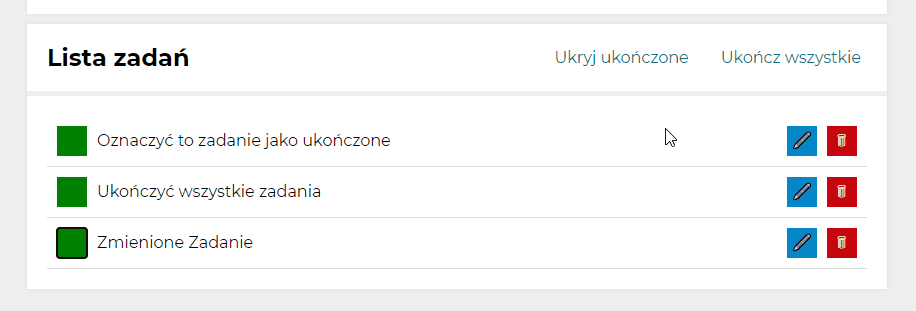 Lista zadań Ukryj ukończone Ukończ wszystkie
Oznaczyć to zadanie jako ukończone
Ukończyć wszystkie zadania
Zmienione Zadanie